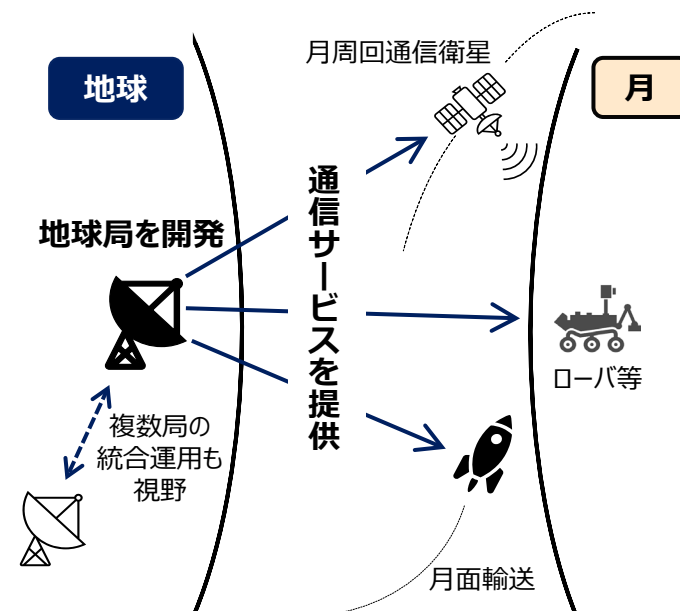 月周回通信衛星
地球
月
通信サービスを提供
地球局を開発
ローバ等
複数局の
統合運用も
視野
月面輸送